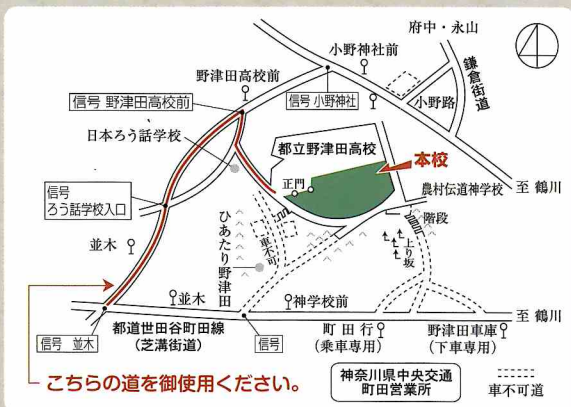 府中・永山
小野神社前
鎌倉街道
野津田高校前
信号 野津田高校前
信号 小野神社
小野路
日本ろう話学校
都立野津田高校
本校
正門
農村伝道神学校
至 鶴川
信号
ろう話学校入口
階段
車不可
上り坂
ひあたり野津田
並木
並木
神学校前
至 鶴川
信号 並木
都道世田谷町田線
(芝溝街道)
信号
町田行
(乗車専用)
野津田車庫
(下車専用)
こちらの道を御使用ください。
神奈川県中央交通
町田営業所
車不可道